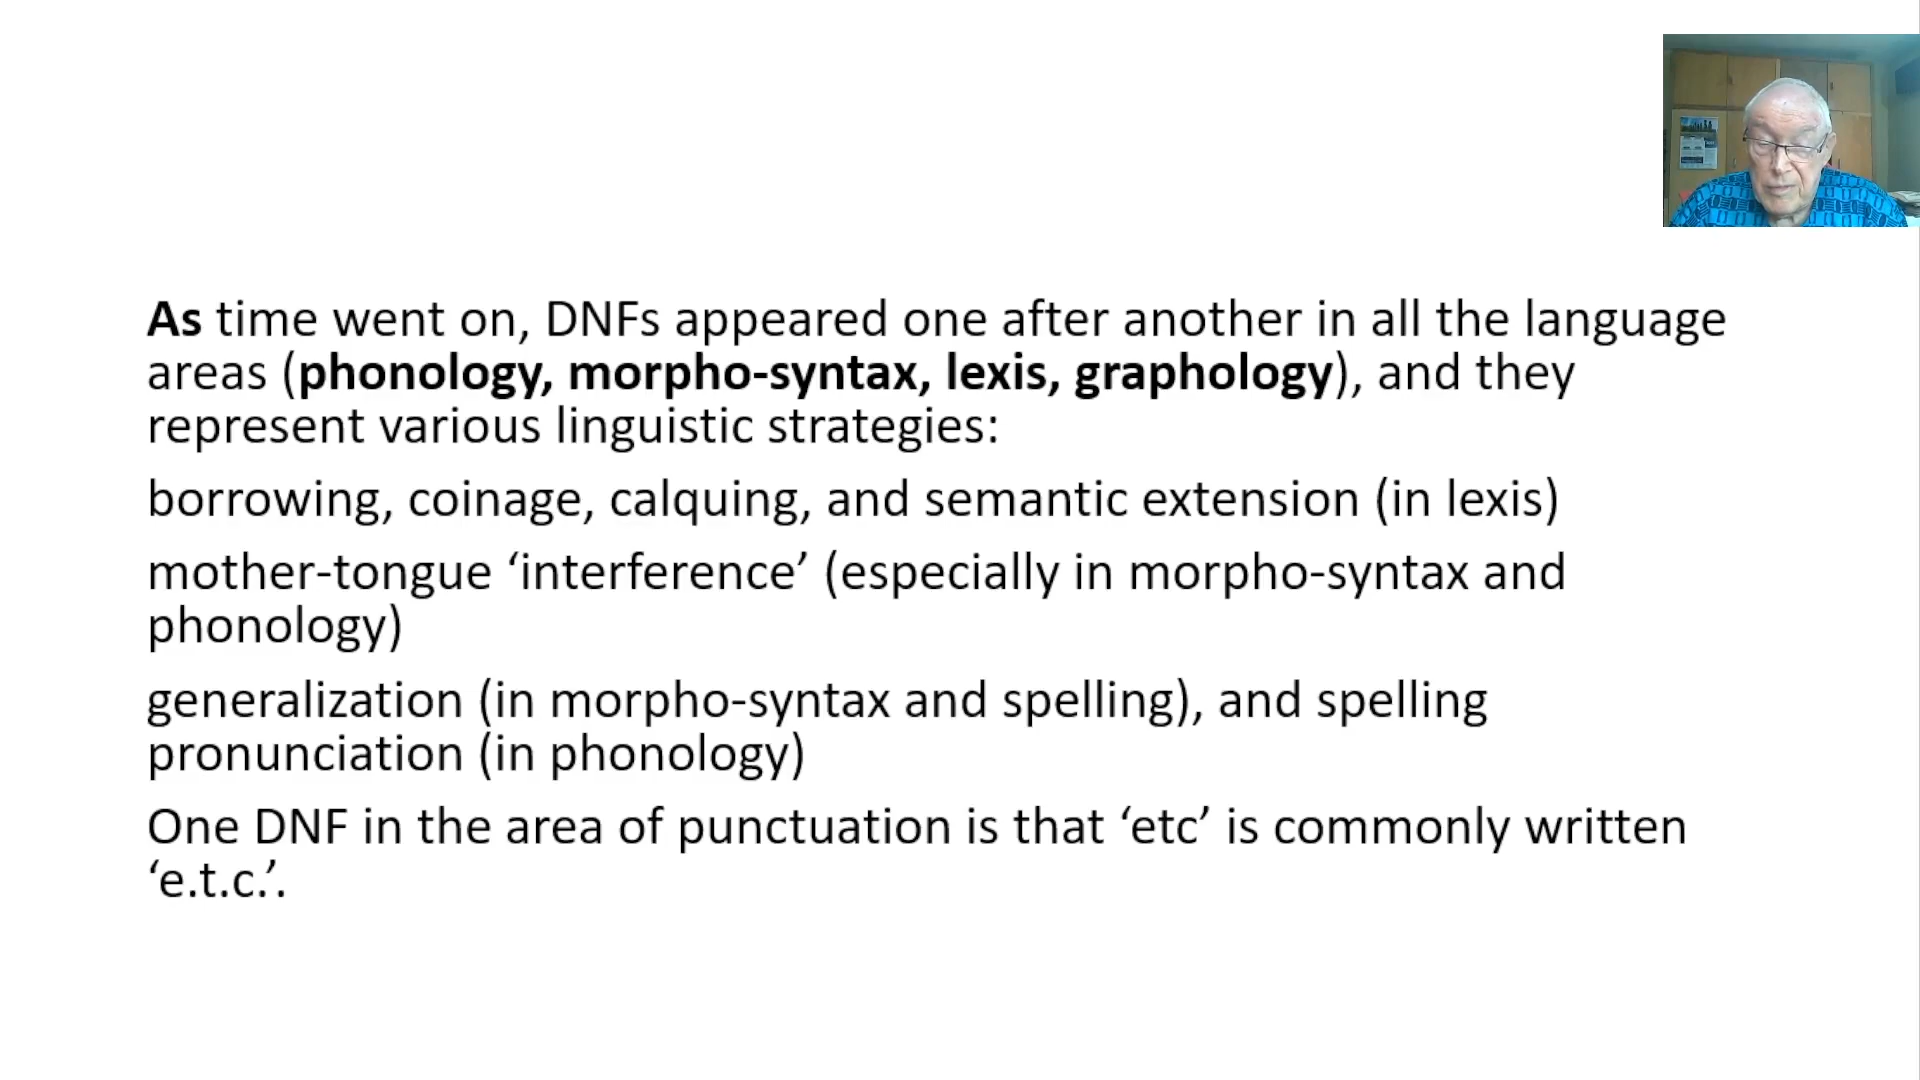 As time went on, DNFs appeared one after another in all the language
areas (phonology, morpho-syntax, lexis, graphology), and they
represent various linguistic strategies:
borrowing, coinage, calquing, and semantic extension (in lexis)
mother-tongue ‘interference’ (especially in morpho-syntax and
phonology)
generalization (in morpho-syntax and spelling), and spelling
pronunciation (in phonology)
One DNF in the area of punctuation is that ‘etc’ is commonly written
‘e.t.c.’.